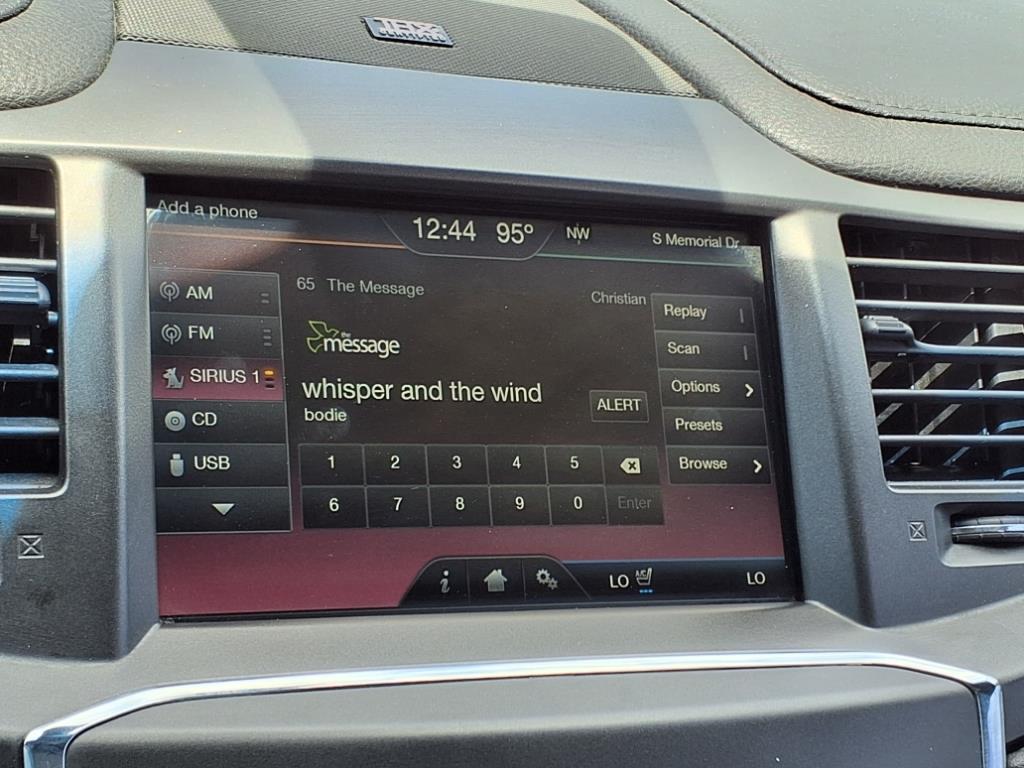 THX
CERTIFIED
Add a phone
12:44 95° NW S Memorial Dr
AM
FM
SIRIUS 1
CD
USB
65 The Message
Christian
the
message
whisper and the wind
bodie
ALERT
1 2 3 4 5
6 7 8 9 0 Enter
Replay
Scan
Options
Presets
Browse
LO A/C LO